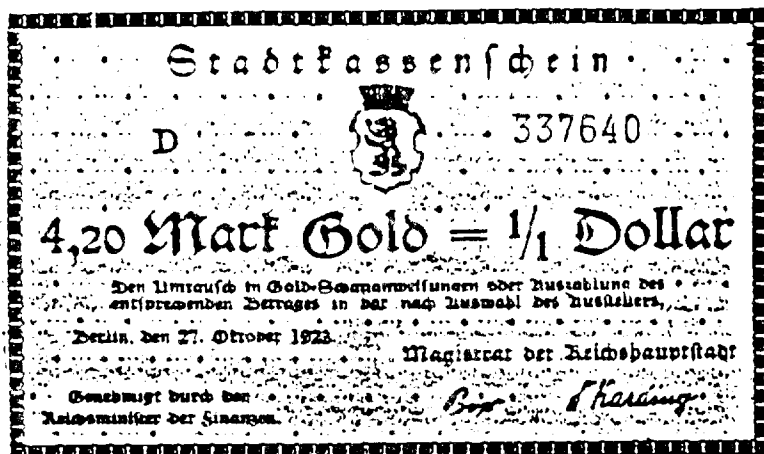 Stadtkassenschein
D 337640
4,20 Mark Gold = 1/1 Dollar
Den Umtausch in Gold-Schatzanweisungen oder Auszahlung des
entsprechenden Betrages in bar nach Auswahl des Ausstellers,
Berlin, den 27. Oktober 1923.
Magistrat der Reichshauptstadt
Genehmigt durch den
Reichsminister der Finanzen.